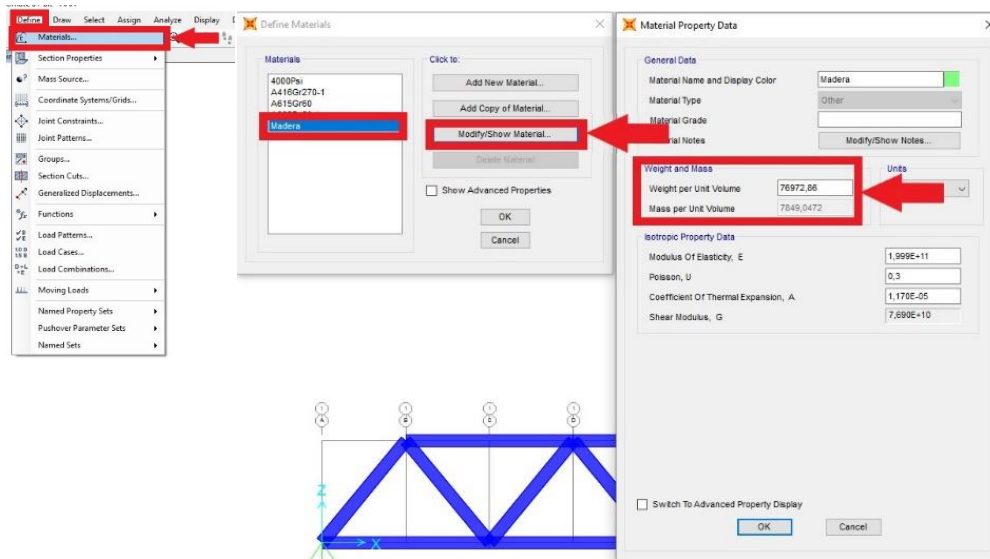 Define Draw Select Assign Analyze Display
Materials...
Section Properties
Mass Source...
Coordinate Systems/Grids...
Joint Constraints...
Joint Patterns...
Groups...
Section Cuts...
Generalized Displacements...
Functions
Load Patterns...
Load Cases...
Load Combinations...
Moving Loads
Named Property Sets
Pushover Parameter Sets
Named Sets
Define Materials
Materials
4000Psi
A416Gr270-1
A615Gr60
Madera
Click to:
Add New Material...
Add Copy of Material...
Modify/Show Material...
Delete Material
Show Advanced Properties
OK
Cancel
Material Property Data
General Data
Material Name and Display Color Madera
Material Type Other
Material Grade
Notes Modify/Show Notes...
Weight and Mass
Units
Weight per Unit Volume 76972,86
Mass per Unit Volume 7849,0472
Isotropic Property Data
Modulus Of Elasticity, E 1,999E+11
Poisson, U 0,3
Coefficient Of Thermal Expansion, A 1,170E-05
Shear Modulus, G 7,690E+10
Switch To Advanced Property Display
OK Cancel
1 1 1 1
A B C D
Z
X